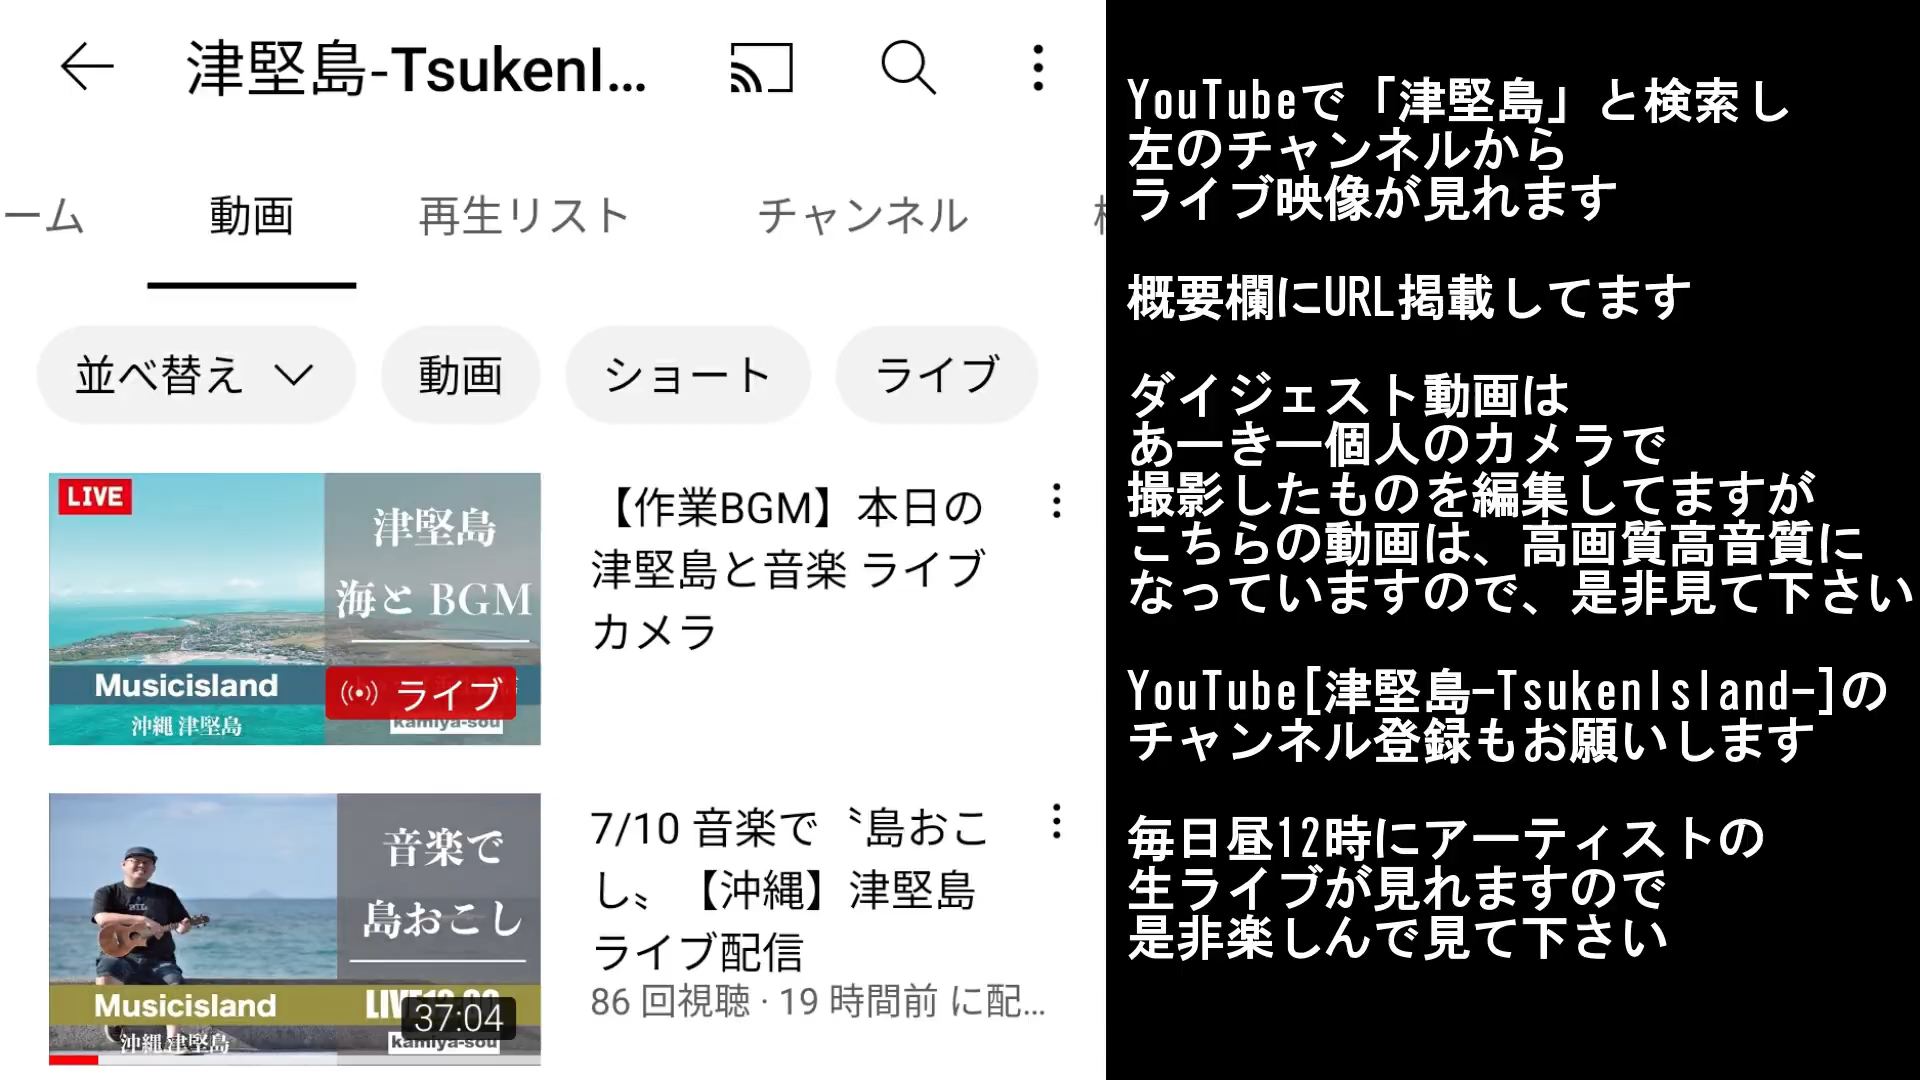 津堅島-TsukenI...
ーム
動画
再生リスト
チャンネル
並べ替え
動画
ショート
ライブ
LIVE
津堅島
海と BGM
Musicisland
ライブ
沖縄 津堅島
kamiya-sou
【作業BGM】本日の
津堅島と音楽 ライブ
カメラ
音楽で
島おこし
Musicisland
37:04
沖縄 津堅島
kamiya-sou
7/10 音楽で〝島おこ
し〟【沖縄】津堅島
ライブ配信
86 回視聴・19 時間前 に配...
YouTubeで「津堅島」と検索し
左のチャンネルから
ライブ映像が見れます
概要欄にURL掲載してます
ダイジェスト動画は
あーきー個人のカメラで
撮影したものを編集してますが
こちらの動画は、高画質高音質に
なっていますので、是非見て下さい
YouTube[津堅島-TsukenIsland-]の
チャンネル登録もお願いします
毎日昼12時にアーティストの
生ライブが見れますので
是非楽しんで見て下さい